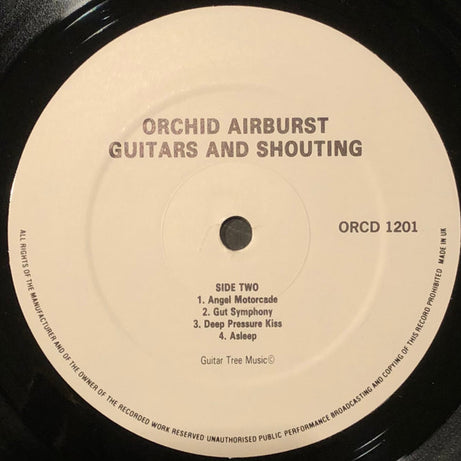 ORCHID AIRBURST
GUITARS AND SHOUTING
ORCD 1201
SIDE TWO
1. Angel Motorcade
2. Gut Symphony
3. Deep Pressure Kiss
4. Asleep
Guitar Tree Music©
ALL RIGHTS OF THE MANUFACTURER AND OF THE OWNER OF THE RECORDED WORK RESERVED UNAUTHORISED PUBLIC PERFORMANCE BROADCASTING AND COPYING OF THIS RECORD PROHIBITED MADE IN UK